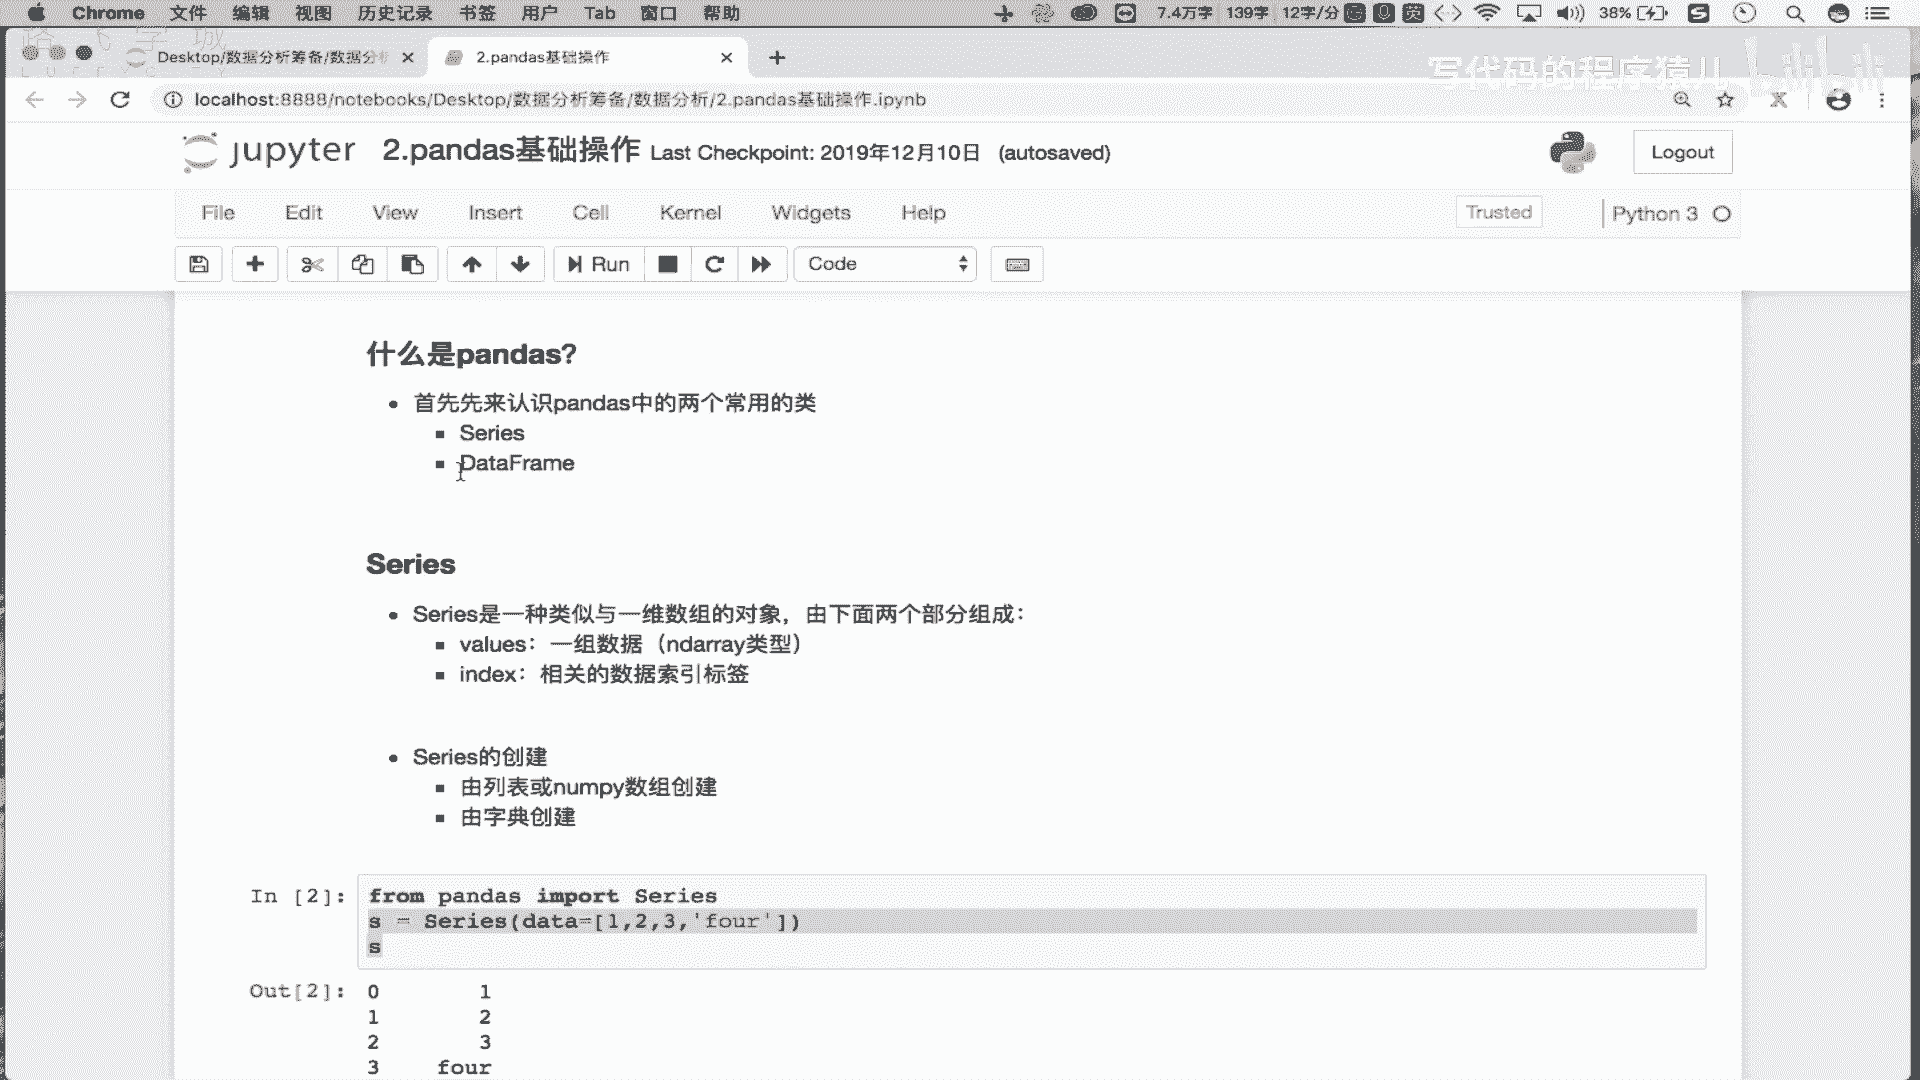 Chrome 文件 编辑 视图 历史记录 书签 用户 Tab 窗口 帮助 7.4万字 139字 12字/分 英 38%
Desktop/数据分析筹备/数据分析 2.pandas基础操作
写代码的程序猿儿 bilibili
localhost:8888/notebooks/Desktop/数据分析筹备/数据分析/2.pandas基础操作.ipynb
jupyter 2.pandas基础操作 Last Checkpoint: 2019年12月10日 (autosaved) Logout
File Edit View Insert Cell Kernel Widgets Help Trusted Python 3
Run Code
什么是pandas?
首先先来认识pandas中的两个常用的类
Series
DataFrame
Series
Series是一种类似与一维数组的对象，由下面两个部分组成：
values：一组数据（ndarray类型）
index：相关的数据索引标签
Series的创建
由列表或numpy数组创建
由字典创建
In [2]: from pandas import Series
s = Series(data=[1,2,3,'four'])
s
Out[2]: 0 1
1 2
2 3
3 four